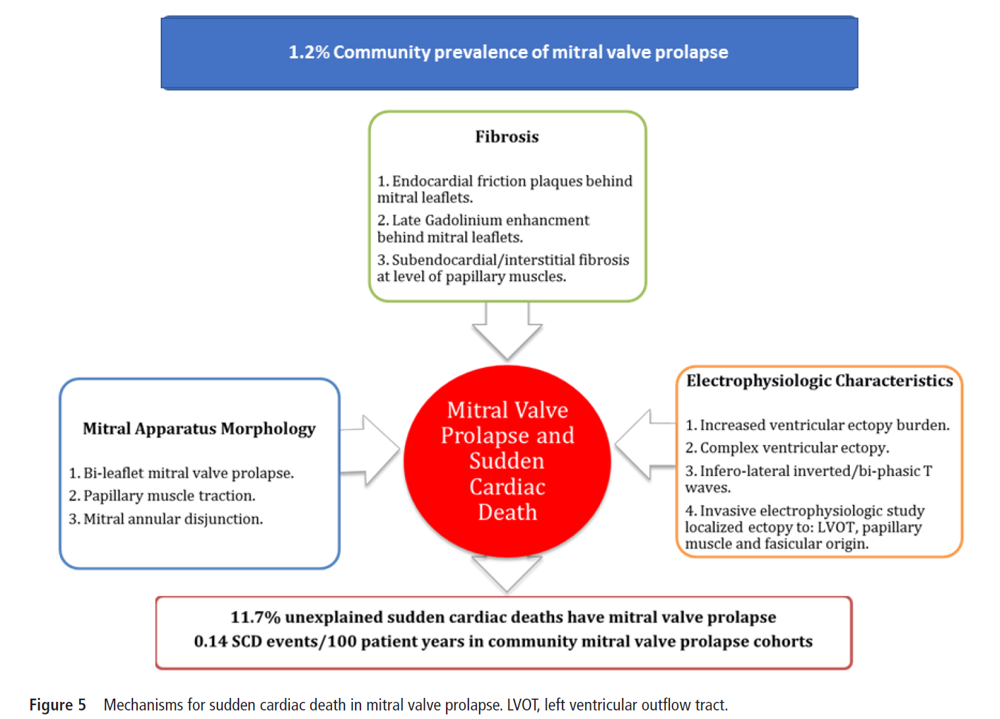 1.2% Community prevalence of mitral valve prolapse
Fibrosis
1. Endocardial friction plaques behind
mitral leaflets.
2. Late Gadolinium enhancment
behind mitral leaflets.
3. Subendocardial/interstitial fibrosis
at level of papillary muscles.
Mitral Apparatus Morphology
1. Bi-leaflet mitral valve prolapse.
2. Papillary muscle traction.
3. Mitral annular disjunction.
Mitral Valve
Prolapse and
Sudden
Cardiac
Death
Electrophysiologic Characteristics
1. Increased ventricular ectopy burden.
2. Complex ventricular ectopy.
3. Infero-lateral inverted/bi-phasic T
waves.
4. Invasive electrophysiologic study
localized ectopy to: LVOT, papillary
muscle and fasicular origin.
11.7% unexplained sudden cardiac deaths have mitral valve prolapse
0.14 SCD events/100 patient years in community mitral valve prolapse cohorts
Figure 5 Mechanisms for sudden cardiac death in mitral valve prolapse. LVOT, left ventricular outflow tract.